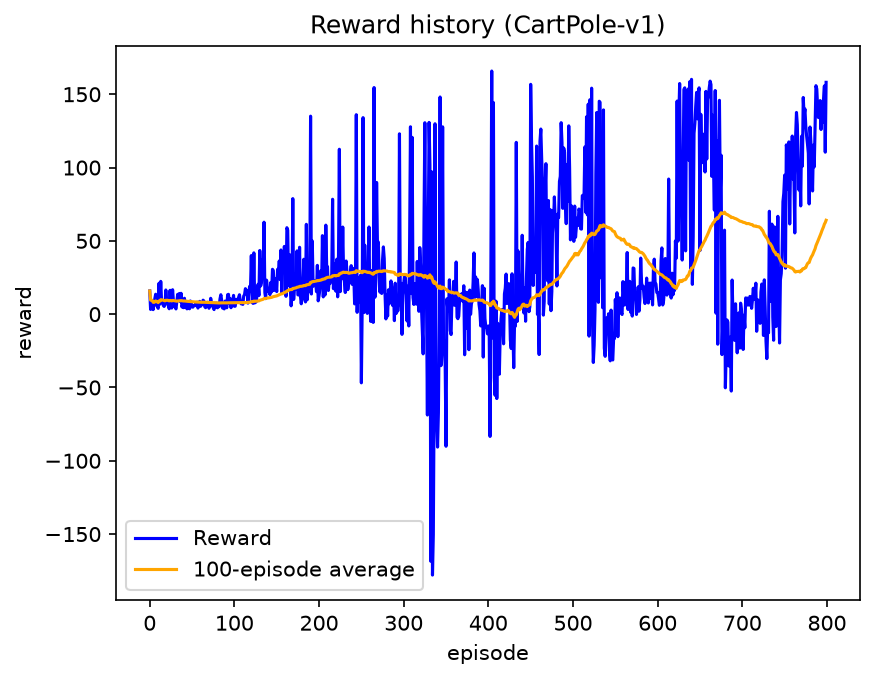 Reward history (CartPole-v1)
reward
150
100
50
0
−50
−100
−150
Reward
100-episode average
0 100 200 300 400 500 600 700 800
episode